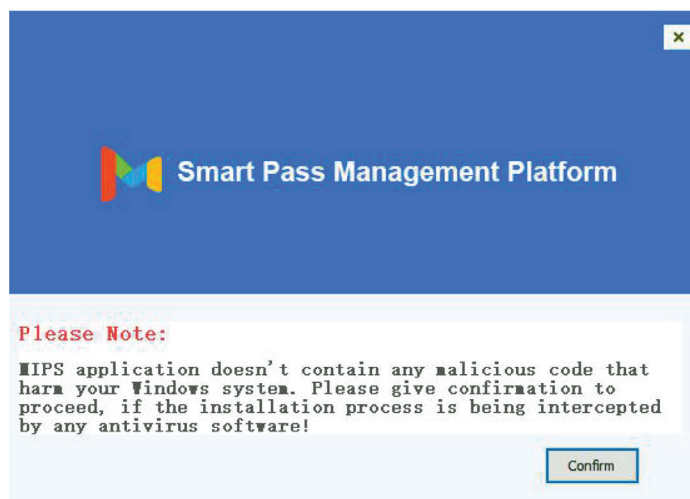 Smart Pass Management Platform
Please Note:
MIPS application doesn't contain any malicious code that
harm your Windows system. Please give confirmation to
proceed, if the installation process is being intercepted
by any antivirus software!
Confirm